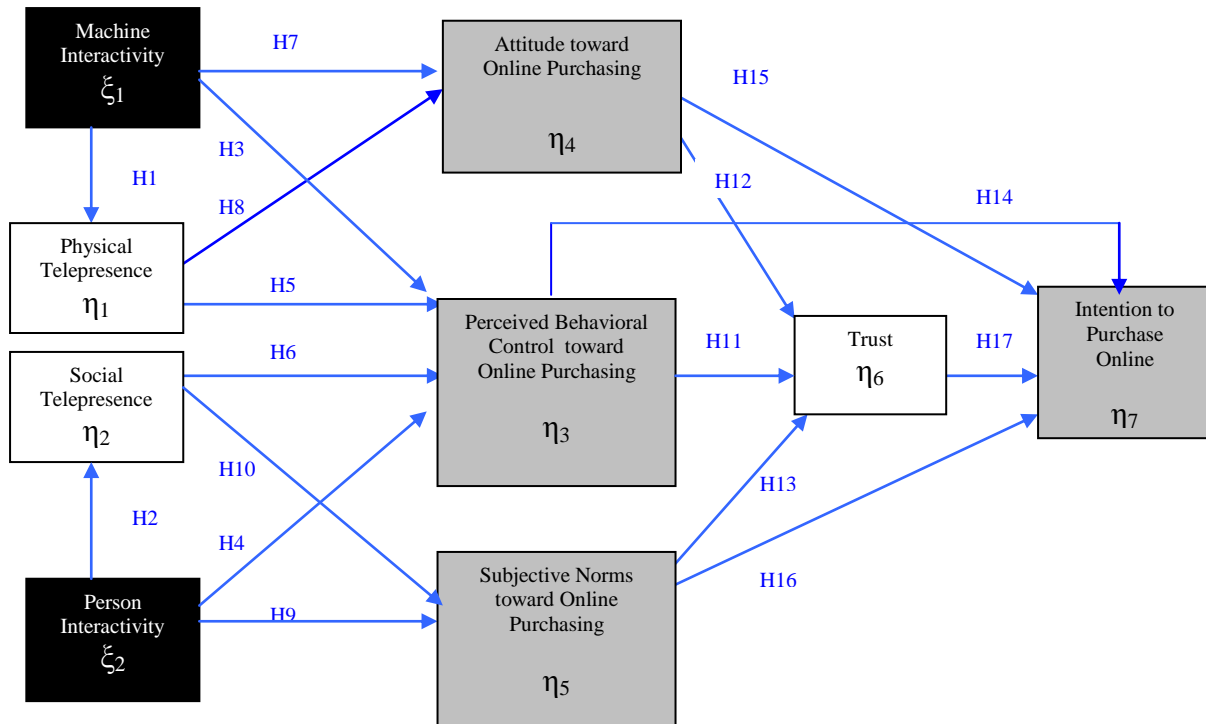 Machine
Interactivity
ξ1
H7
Attitude toward
Online Purchasing
η4
H15
H3
H1
H12
H8
H14
Physical
Telepresence
η1
H5
Perceived Behavioral
Control toward
Online Purchasing
η3
H6
H11
Trust
η6
H17
Intention to
Purchase
Online
η7
Social
Telepresence
η2
H10
H13
H2
H4
Subjective Norms
toward Online
Purchasing
η5
H16
Person
Interactivity
ξ2
H9